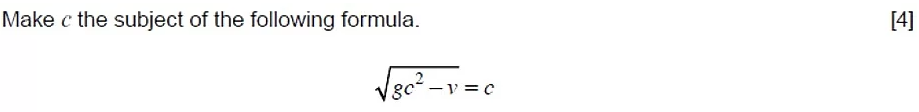 Make c the subject of the following formula. [4]
√(gc² − v) = c